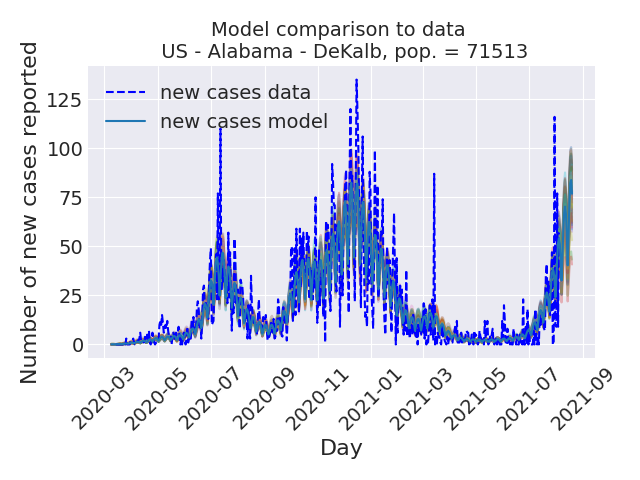 Model comparison to data
US - Alabama - DeKalb, pop. = 71513
Number of new cases reported
125
100
75
50
25
0
new cases data
new cases model
2020-03
2020-05
2020-07
2020-09
2020-11
2021-01
2021-03
2021-05
2021-07
2021-09
Day